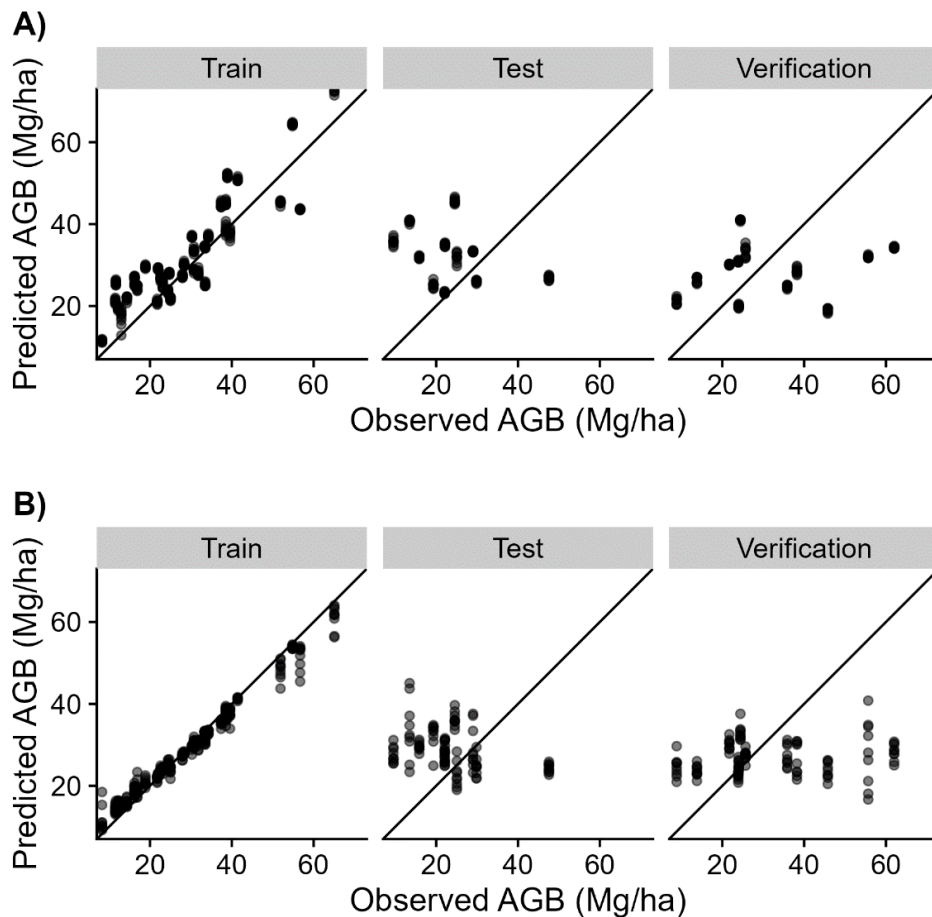 A)
Train Test Verification
Predicted AGB (Mg/ha)
60
40
20
20 40 60 20 40 60 20 40 60
Observed AGB (Mg/ha)
B)
Train Test Verification
Predicted AGB (Mg/ha)
60
40
20
20 40 60 20 40 60 20 40 60
Observed AGB (Mg/ha)